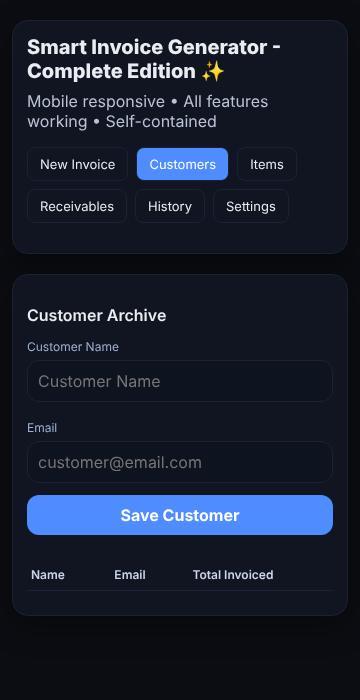 Smart Invoice Generator -
Complete Edition ✨
Mobile responsive • All features
working • Self-contained
New Invoice Customers Items
Receivables History Settings
Customer Archive
Customer Name
Customer Name
Email
customer@email.com
Save Customer
Name Email Total Invoiced